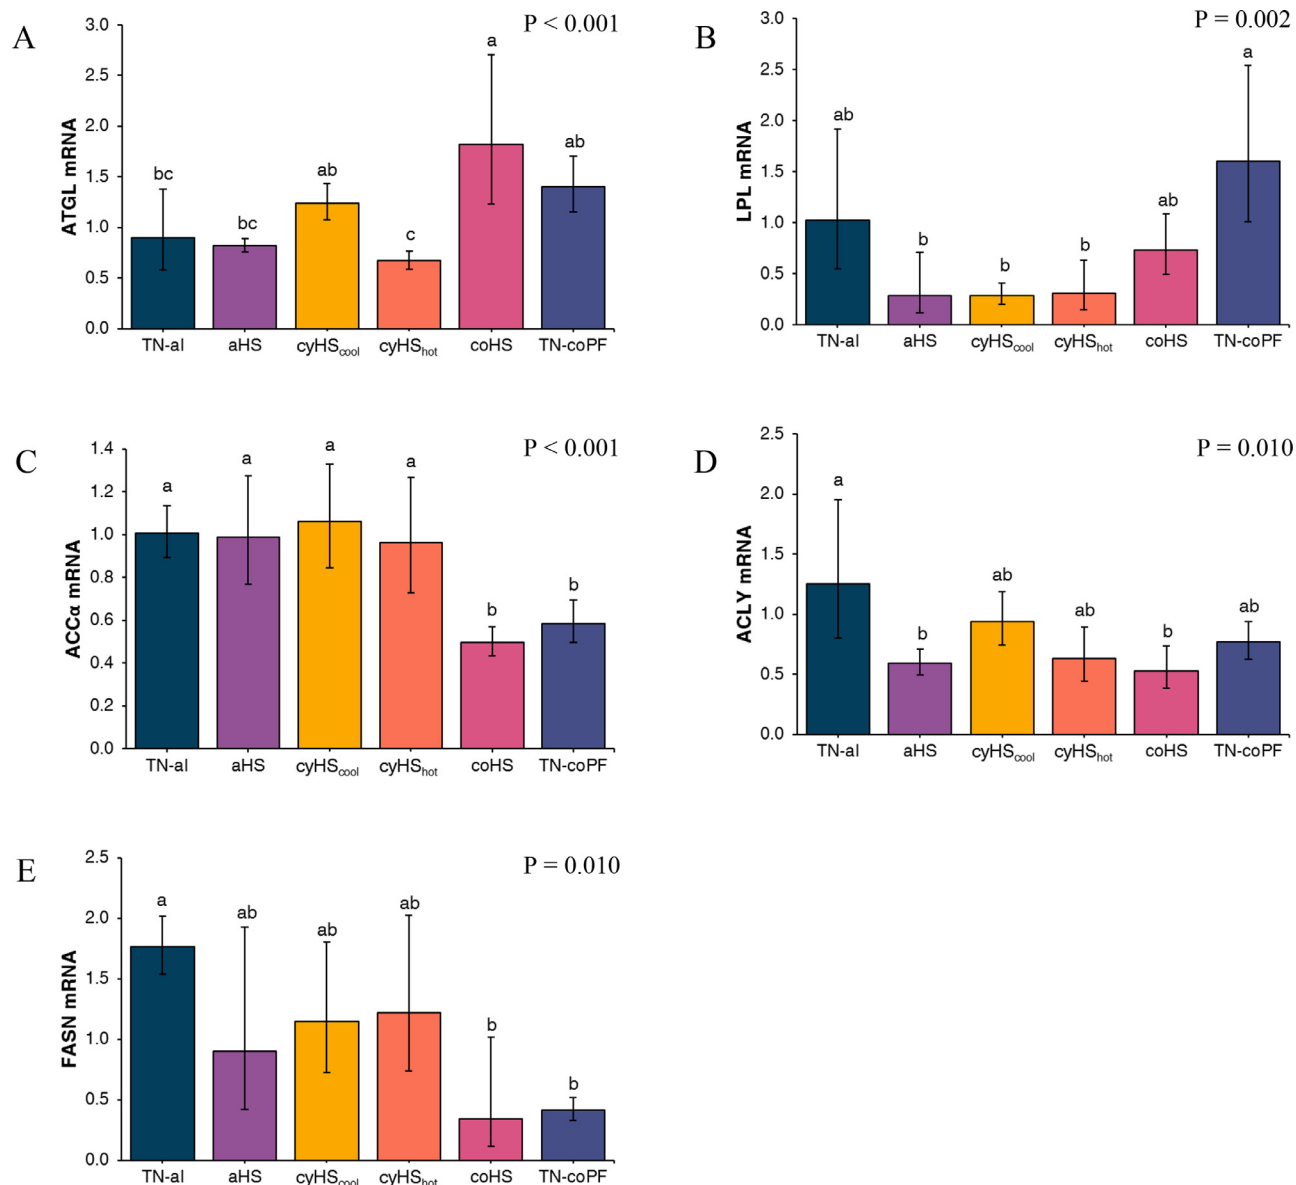 A
P < 0.001
3.0
a
2.5
2.0
ab
ab
bc
1.5
bc
c
1.0
0.5
0.0
ATGL mRNA
TN-al aHS cyHScool cyHShot coHS TN-coPF
B
P = 0.002
3.0
a
2.5
ab
2.0
1.5
ab
b
b
b
1.0
0.5
0.0
LPL mRNA
TN-al aHS cyHScool cyHShot coHS TN-coPF
C
P < 0.001
1.4
a
a
a
a
1.2
1.0
0.8
b
b
0.6
0.4
0.2
0.0
ACCα mRNA
TN-al aHS cyHScool cyHShot coHS TN-coPF
D
P = 0.010
2.5
a
2.0
1.5
ab
ab
ab
b
b
1.0
0.5
0.0
ACLY mRNA
TN-al aHS cyHScool cyHShot coHS TN-coPF
E
P = 0.010
2.5
a
ab
ab
ab
2.0
1.5
b
1.0
b
0.5
0.0
FASN mRNA
TN-al aHS cyHScool cyHShot coHS TN-coPF